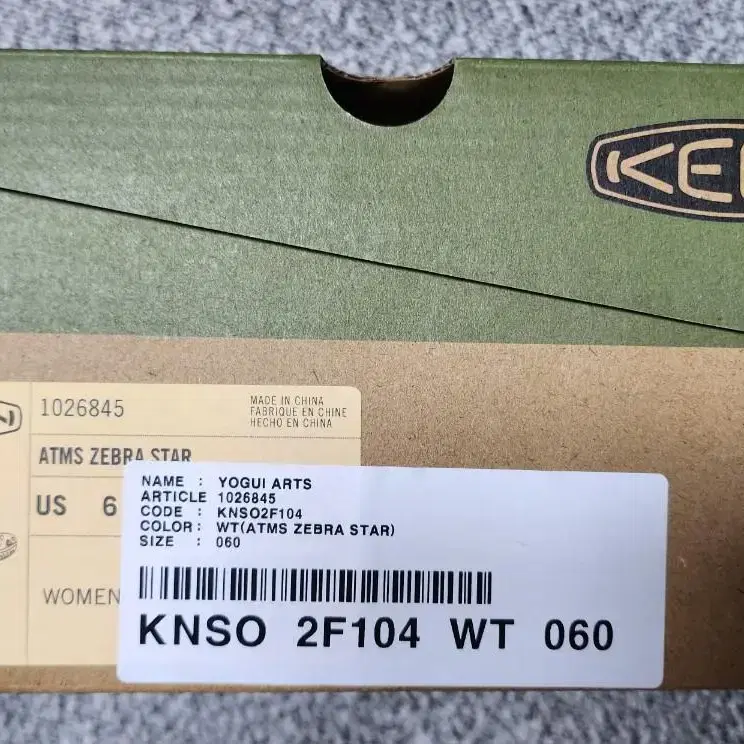 KEE
1026845
MADE IN CHINA
FABRIQUE EN CHINE
HECHO EN CHINA
ATMS ZEBRA STAR
US 6
WOMEN
NAME : YOGUI ARTS
ARTICLE 1026845
CODE : KNSO2F104
COLOR : WT(ATMS ZEBRA STAR)
SIZE : 060
KNSO 2F104 WT 060